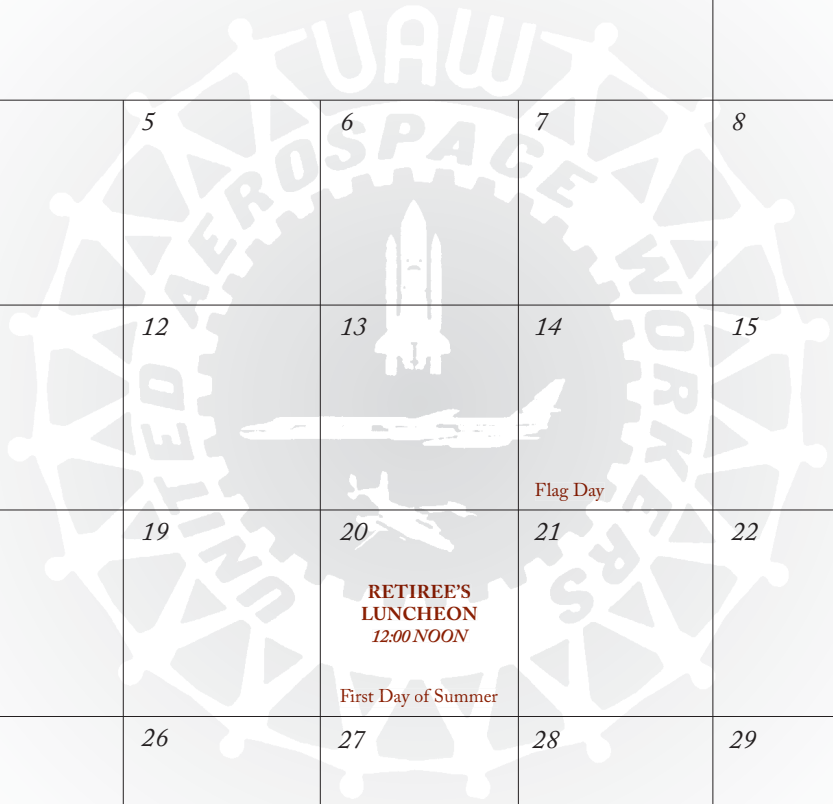 UAW
UNITED AEROSPACE WORKERS
5 6 7 8
12 13 14 15
Flag Day
19 20 21 22
RETIREE'S
LUNCHEON
12:00 NOON
First Day of Summer
26 27 28 29